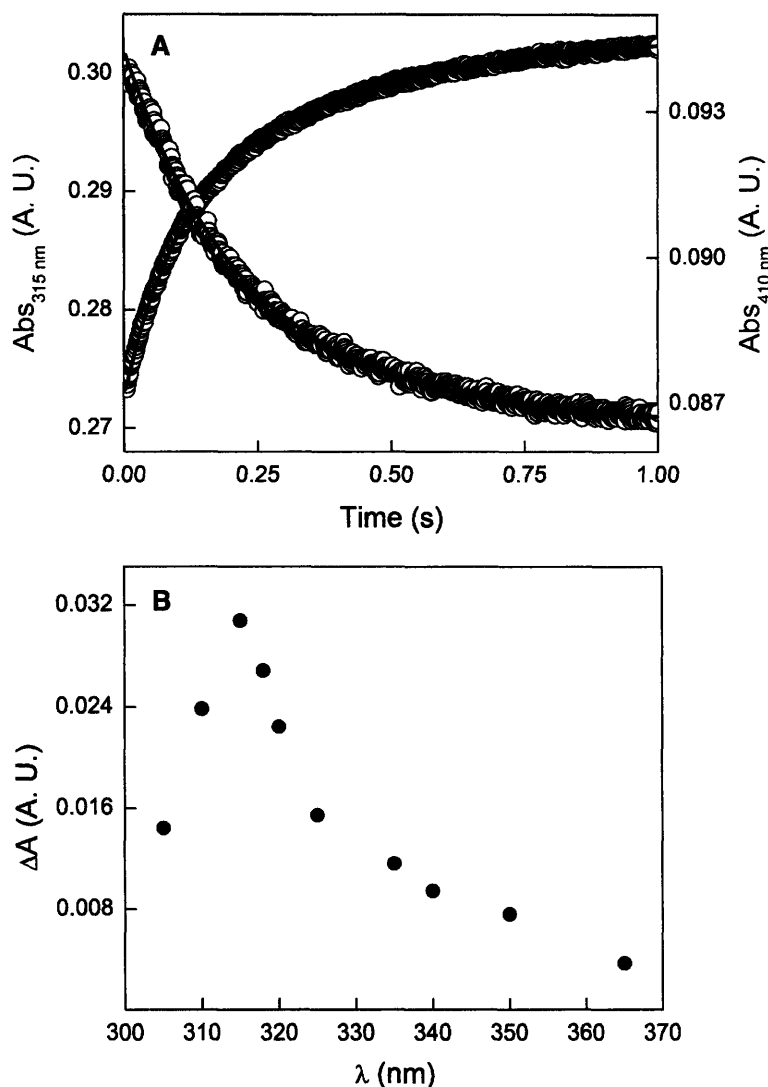 A
0.30
0.29
0.28
0.27
Abs315 nm (A. U.)
0.093
0.090
0.087
Abs410 nm (A. U.)
0.00 0.25 0.50 0.75 1.00
Time (s)
B
0.032
0.024
0.016
0.008
ΔA (A. U.)
300 310 320 330 340 350 360 370
λ (nm)